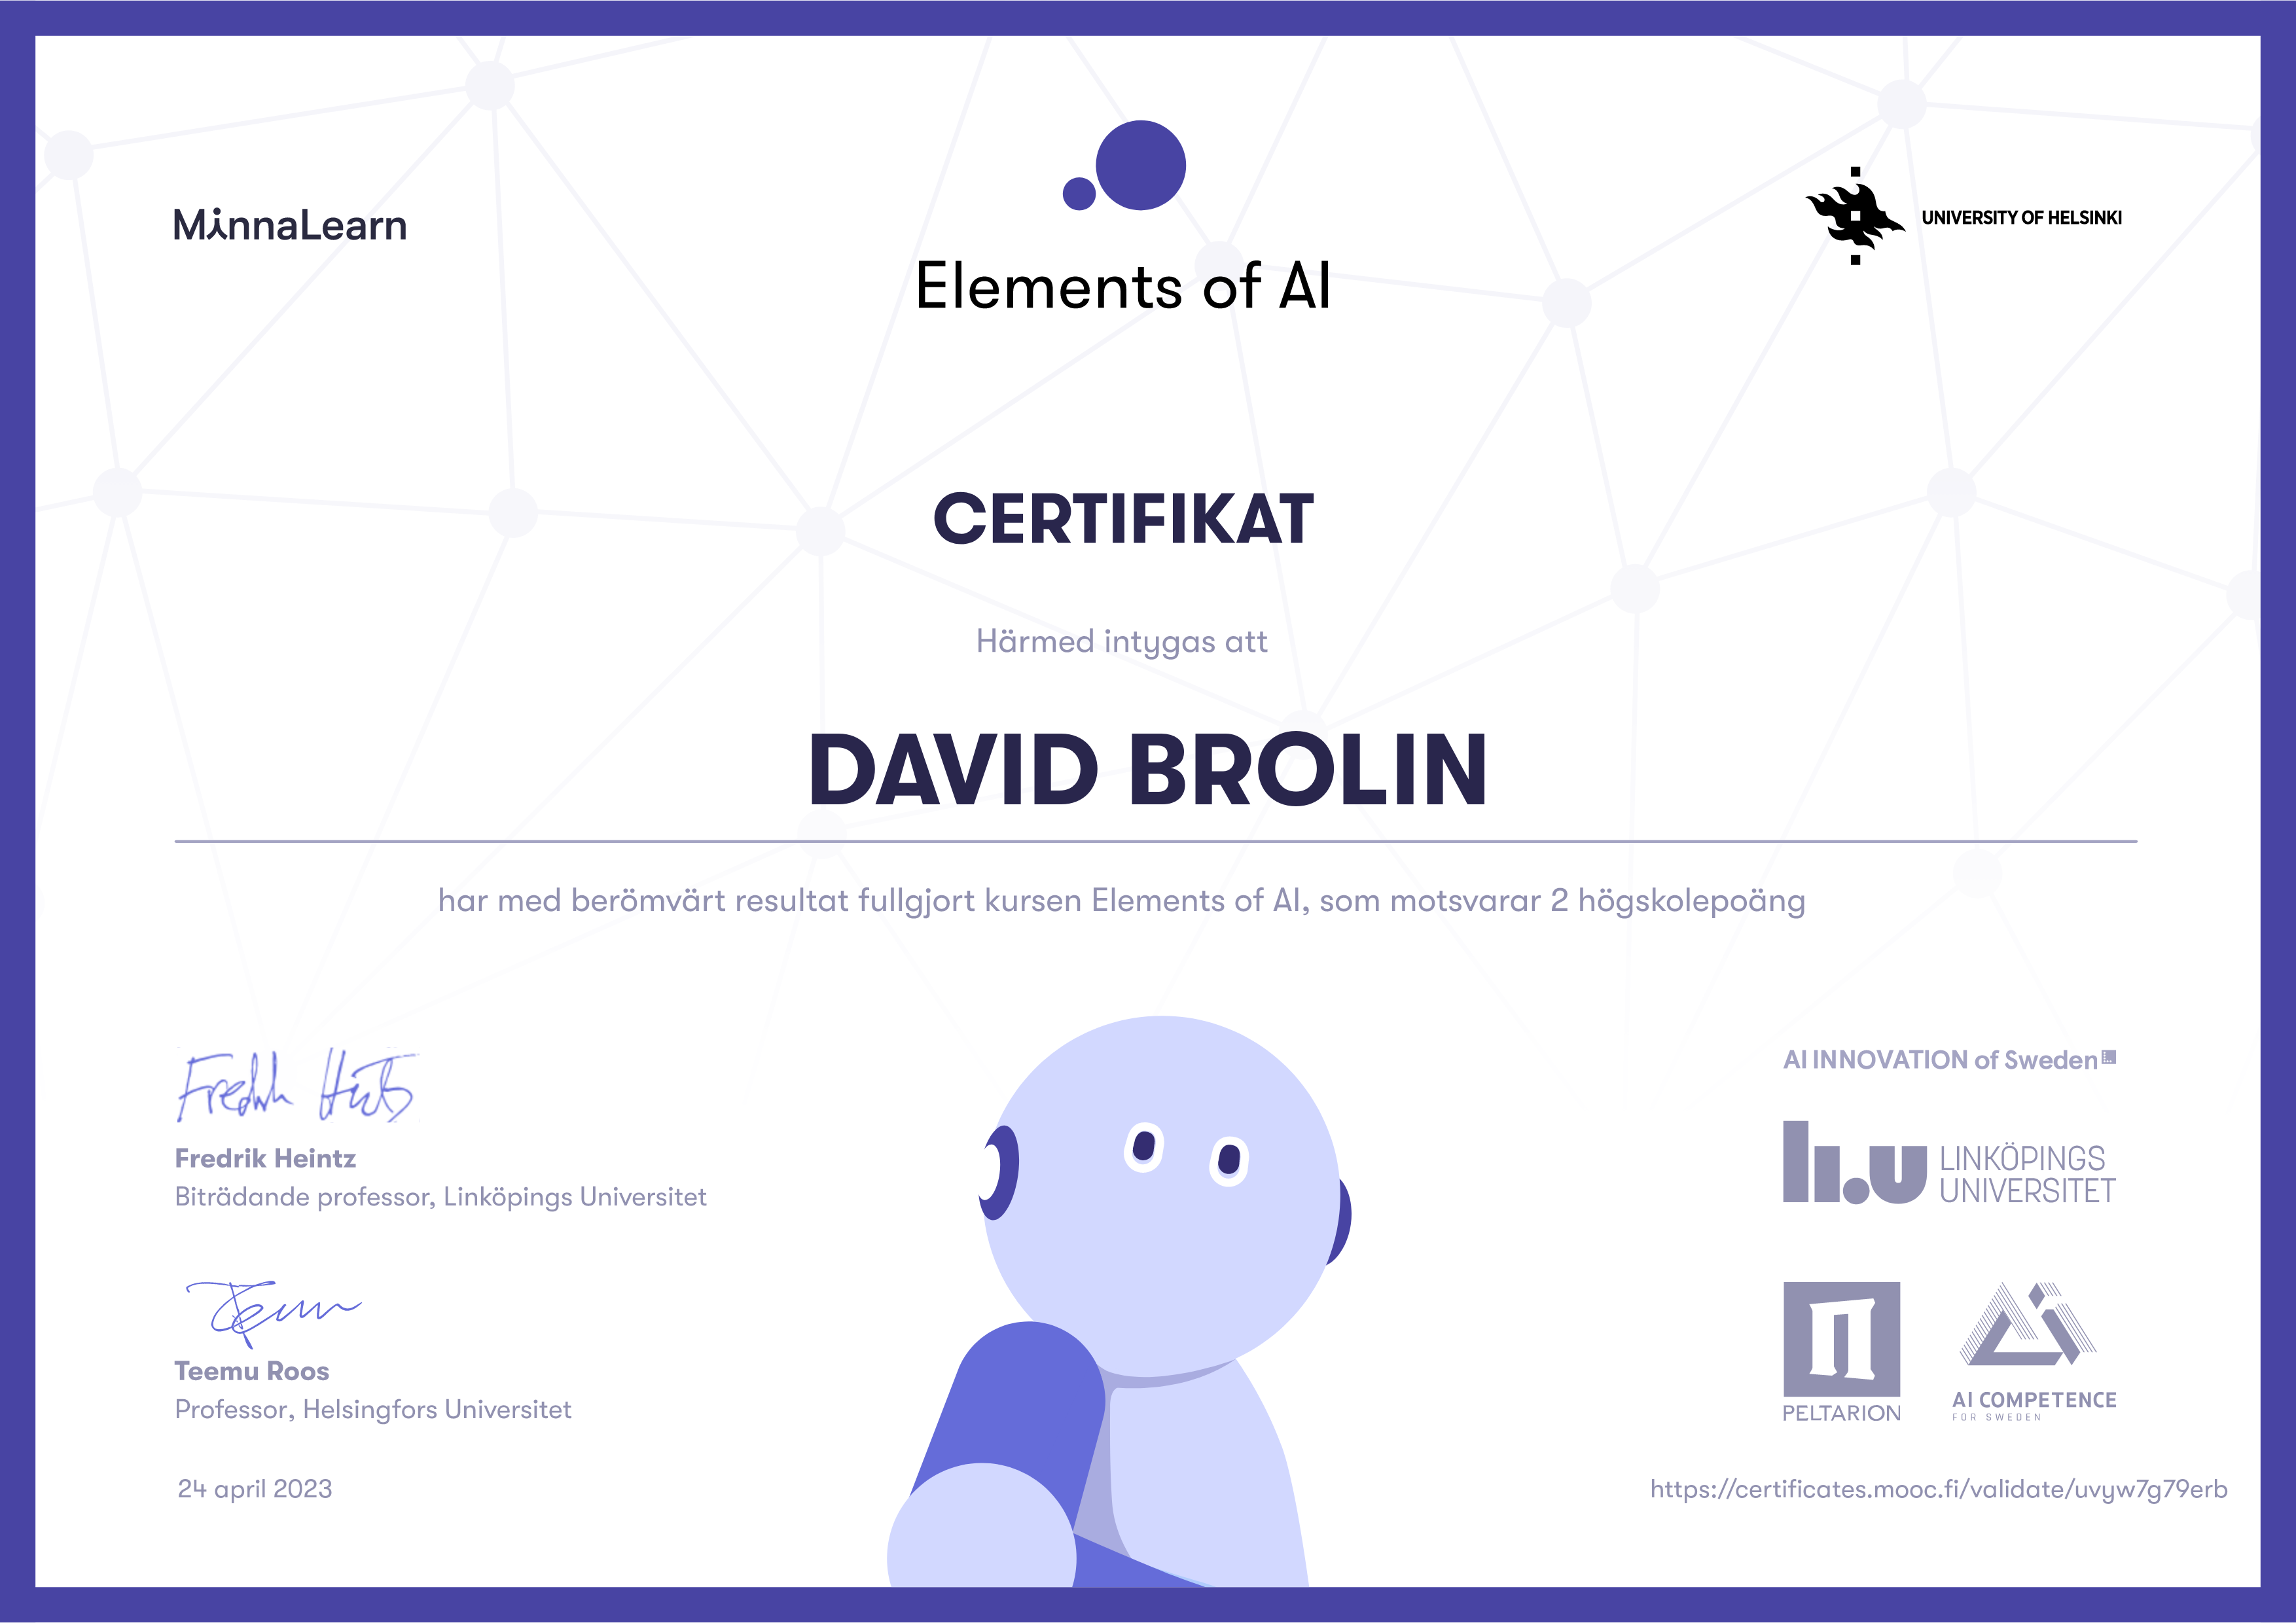 MinnaLearn
Elements of AI
UNIVERSITY OF HELSINKI
CERTIFIKAT
Härmed intygas att
DAVID BROLIN
har med berömvärt resultat fullgjort kursen Elements of AI, som motsvarar 2 högskolepoäng
Fredrik Heintz
Biträdande professor, Linköpings Universitet
Teemu
Teemu Roos
Professor, Helsingfors Universitet
24 april 2023
AI INNOVATION of Sweden
LINKÖPINGS
UNIVERSITET
PELTARION
AI COMPETENCE
FOR SWEDEN
https://certificates.mooc.fi/validate/uvyw7g79erb